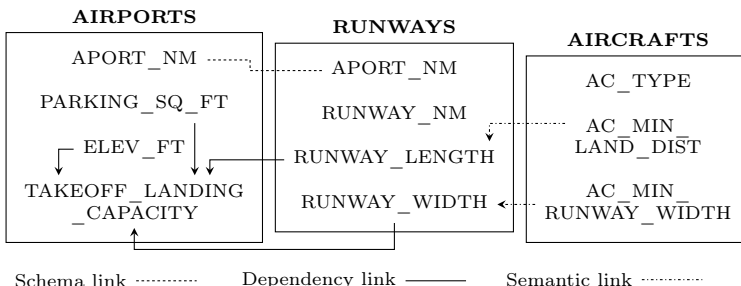 AIRPORTS
APORT_NM
PARKING_SQ_FT
ELEV_FT
TAKEOFF_LANDING
_CAPACITY
RUNWAYS
APORT_NM
RUNWAY_NM
RUNWAY_LENGTH
RUNWAY_WIDTH
AIRCRAFTS
AC_TYPE
AC_MIN_
LAND_DIST
AC_MIN_
RUNWAY_WIDTH
Schema link
Dependency link
Semantic link